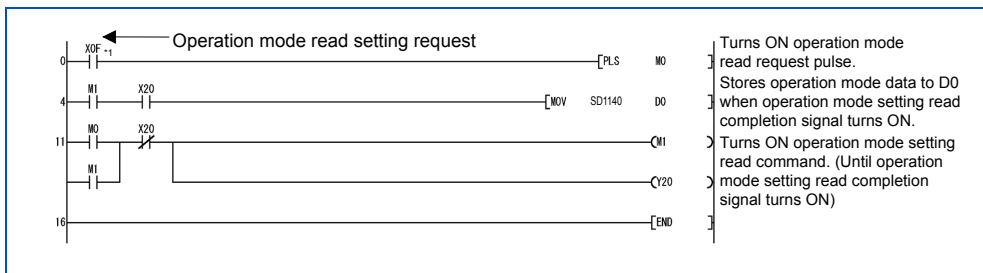 Operation mode read setting request
X0F *1
0
PLS M0
Turns ON operation mode
read request pulse.
M1 X20
4
MOV SD1140 D0
Stores operation mode data to D0
when operation mode setting read
completion signal turns ON.
M0 X20
11
M1
Turns ON operation mode setting
read command. (Until operation
mode setting read completion
signal turns ON)
M1
Y20
16
END